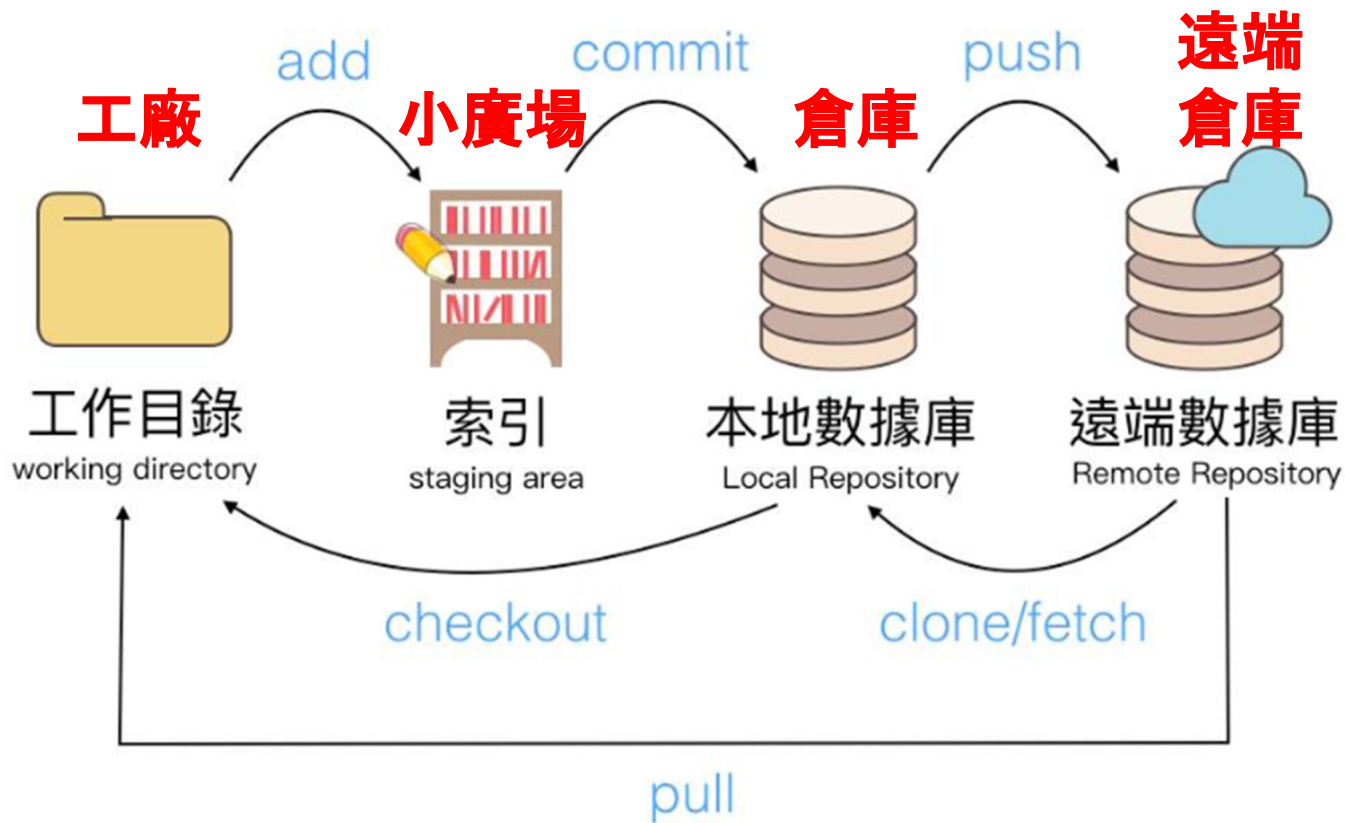 add
commit
push
遠端
倉庫
工廠
小廣場
倉庫
工作目錄
working directory
索引
staging area
本地數據庫
Local Repository
遠端數據庫
Remote Repository
checkout
clone/fetch
pull